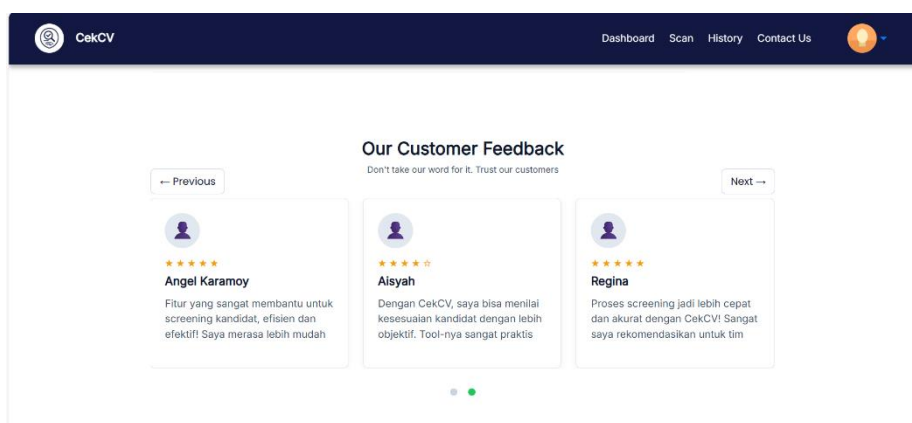 CekCV
Dashboard Scan History Contact Us
Our Customer Feedback
Don't take our word for it. Trust our customers
← Previous
Next →
★ ★ ★ ★ ★
Angel Karamoy
Fitur yang sangat membantu untuk
screening kandidat, efisien dan
efektif! Saya merasa lebih mudah
★ ★ ★ ★ ☆
Aisyah
Dengan CekCV, saya bisa menilai
kesesuaian kandidat dengan lebih
objektif. Tool-nya sangat praktis
★ ★ ★ ★ ★
Regina
Proses screening jadi lebih cepat
dan akurat dengan CekCV! Sangat
saya rekomendasikan untuk tim